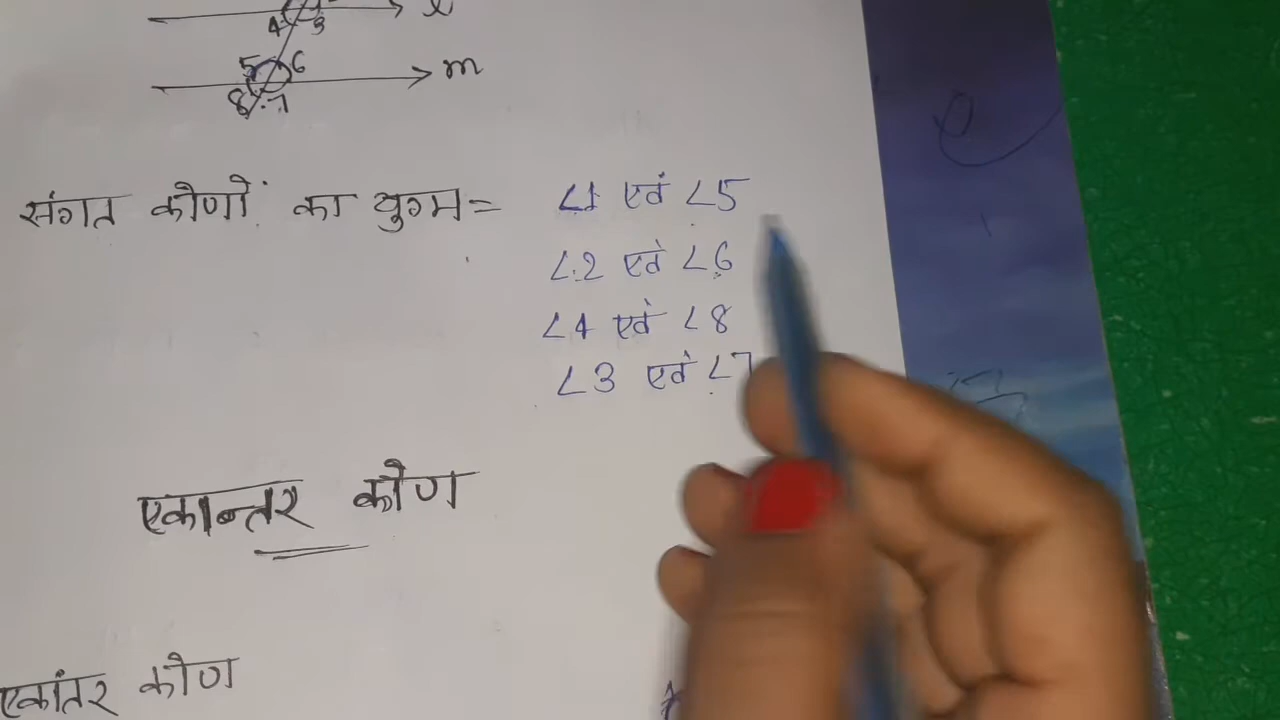 l
4 3
5 6
m
8 7
संगत कोणों का युग्म = ∠1 एवं ∠5
∠2 एवं ∠6
∠4 एवं ∠8
∠3 एवं ∠7
एकान्तर कोण
एकांतर कोण